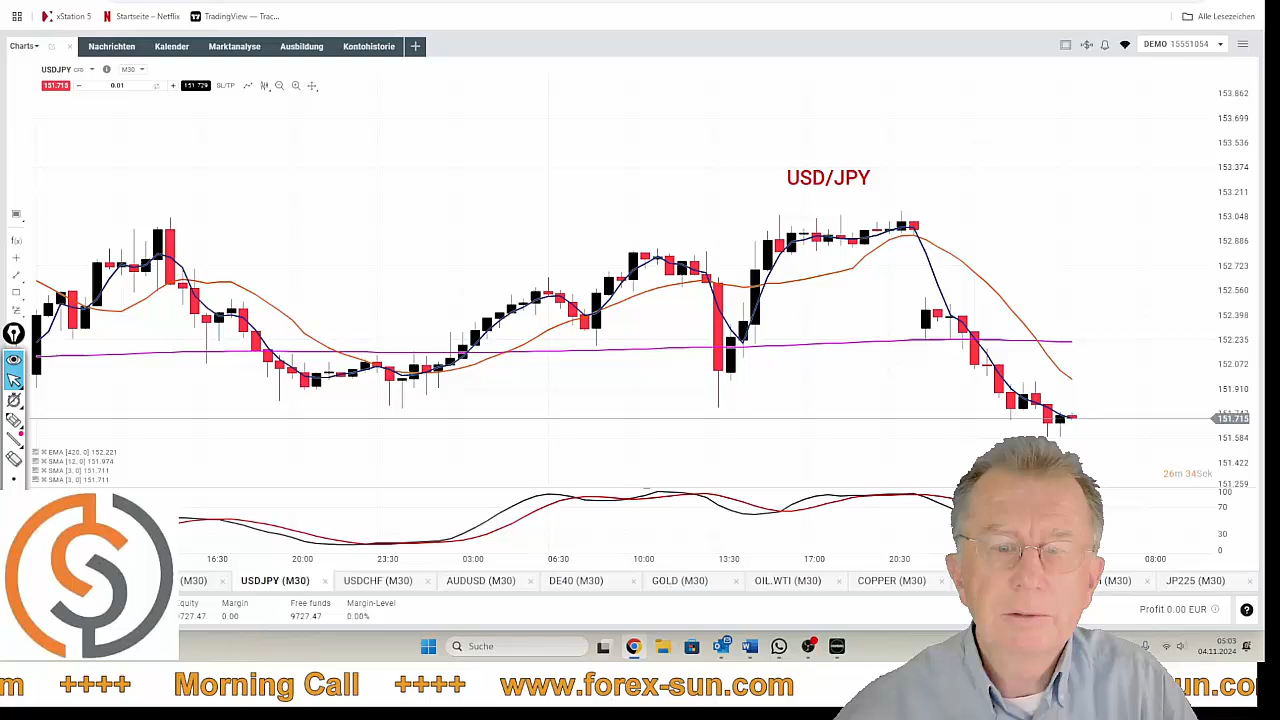 xStation 5
Startseite – Netflix
TradingView — Trac...
Alle Lesezeichen
Charts
Nachrichten
Kalender
Marktanalyse
Ausbildung
Kontohistorie
DEMO 15551054
USDJPY CFD
M30
151.715
0.01
151.729
SL/TP
USD/JPY
153.862
153.699
153.536
153.374
153.211
153.048
152.886
152.723
152.560
152.398
152.235
152.072
151.910
151.715
151.584
151.422
151.259
f(x)
EMA [420, 0] 152.221
SMA [12, 0] 151.974
SMA [3, 0] 151.711
SMA [3, 0] 151.711
26m 34Sek
100
70
30
0
16:30
20:00
23:30
03:00
06:30
10:00
13:30
17:00
20:30
08:00
(M30)
USDJPY (M30)
USDCHF (M30)
AUDUSD (M30)
DE40 (M30)
GOLD (M30)
OIL.WTI (M30)
COPPER (M30)
(M30)
JP225 (M30)
Equity
Margin
Free funds
Margin-Level
9727.47
0.00
9727.47
0.00%
Profit 0.00 EUR
Suche
05:03
04.11.2024
m ++++ Morning Call ++++ www.forex-sun.com
un.co